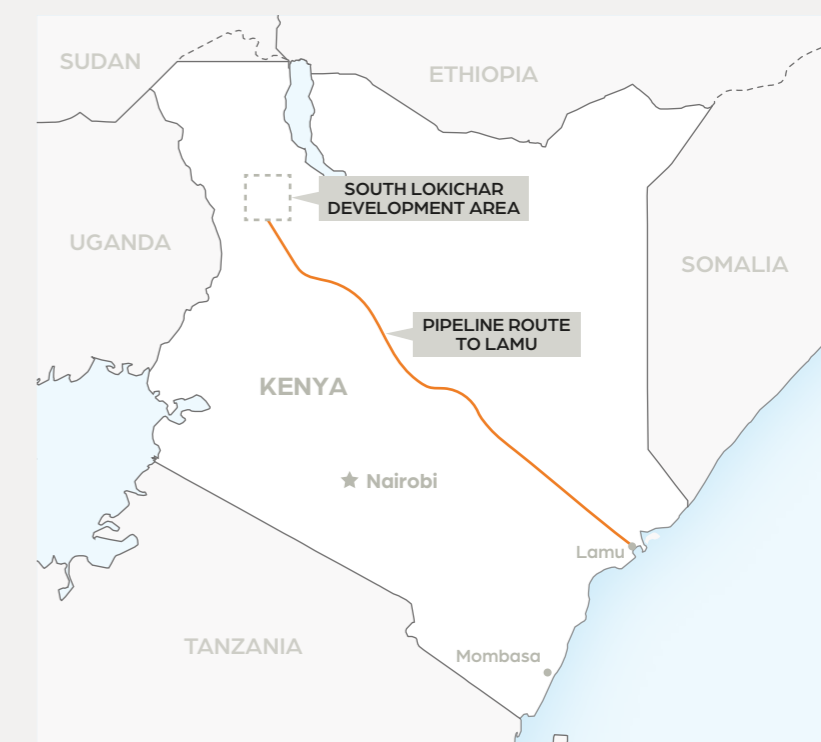 SUDAN
ETHIOPIA
SOUTH LOKICHAR
DEVELOPMENT AREA
UGANDA
SOMALIA
PIPELINE ROUTE
TO LAMU
KENYA
Nairobi
Lamu
TANZANIA
Mombasa